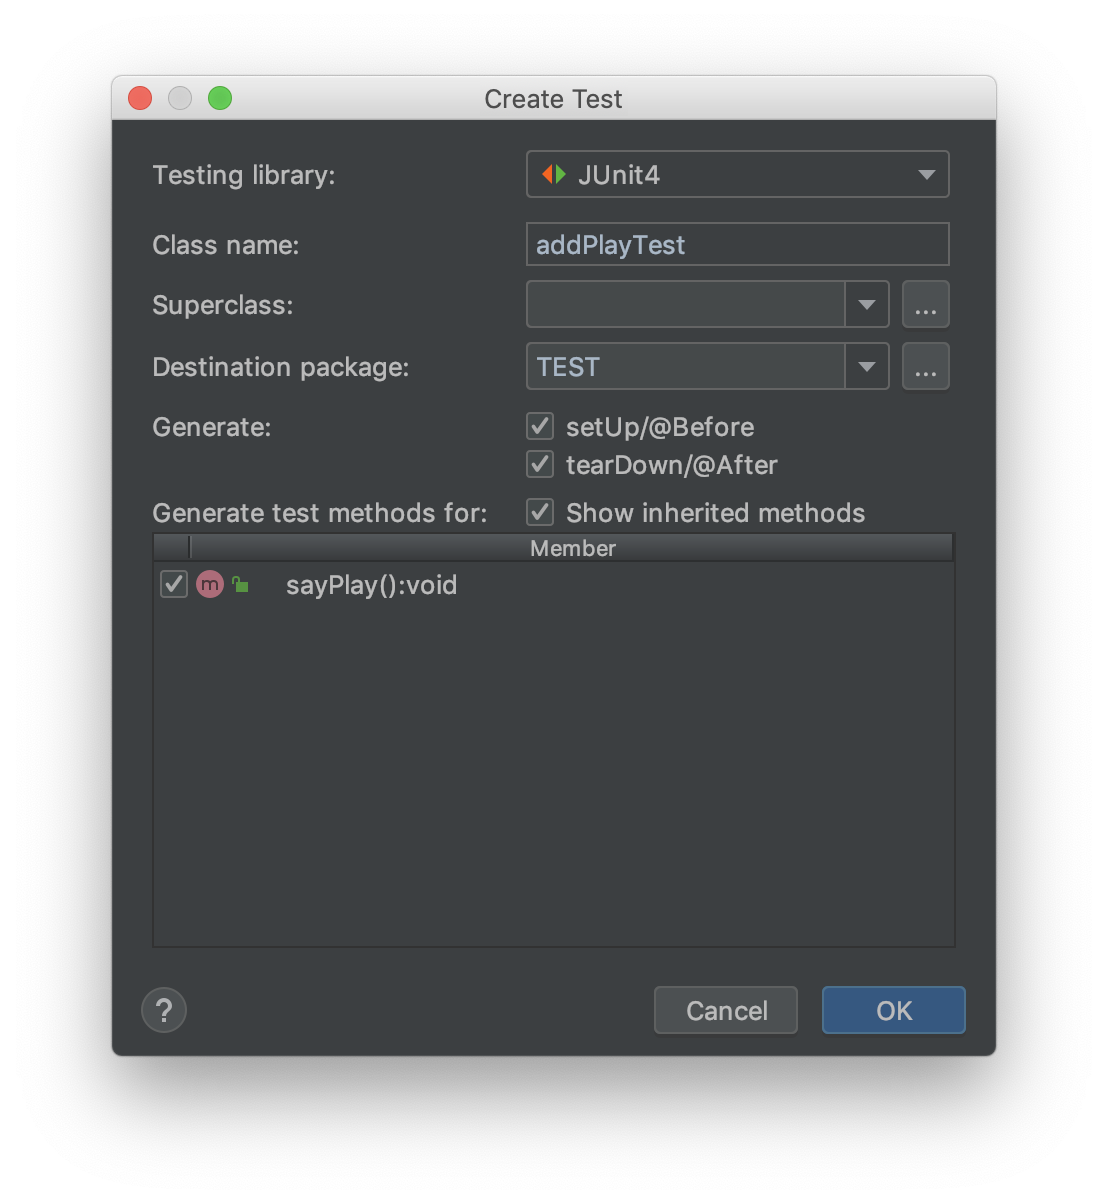 Create Test
Testing library: JUnit4
Class name: addPlayTest
Superclass: ...
Destination package: TEST ...
Generate: setUp/@Before
tearDown/@After
Generate test methods for: Show inherited methods
Member
m sayPlay():void
? Cancel OK